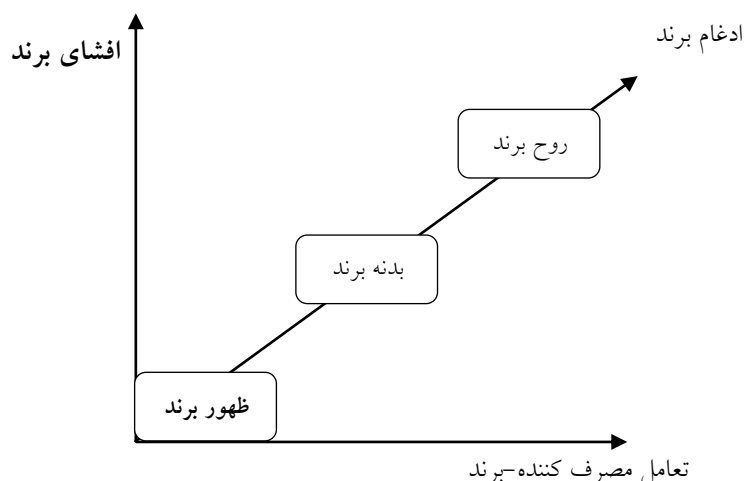 ادغام برند
افشای برند
روح برند
بدنه برند
ظهور برند
تعامل مصرف کننده-برند